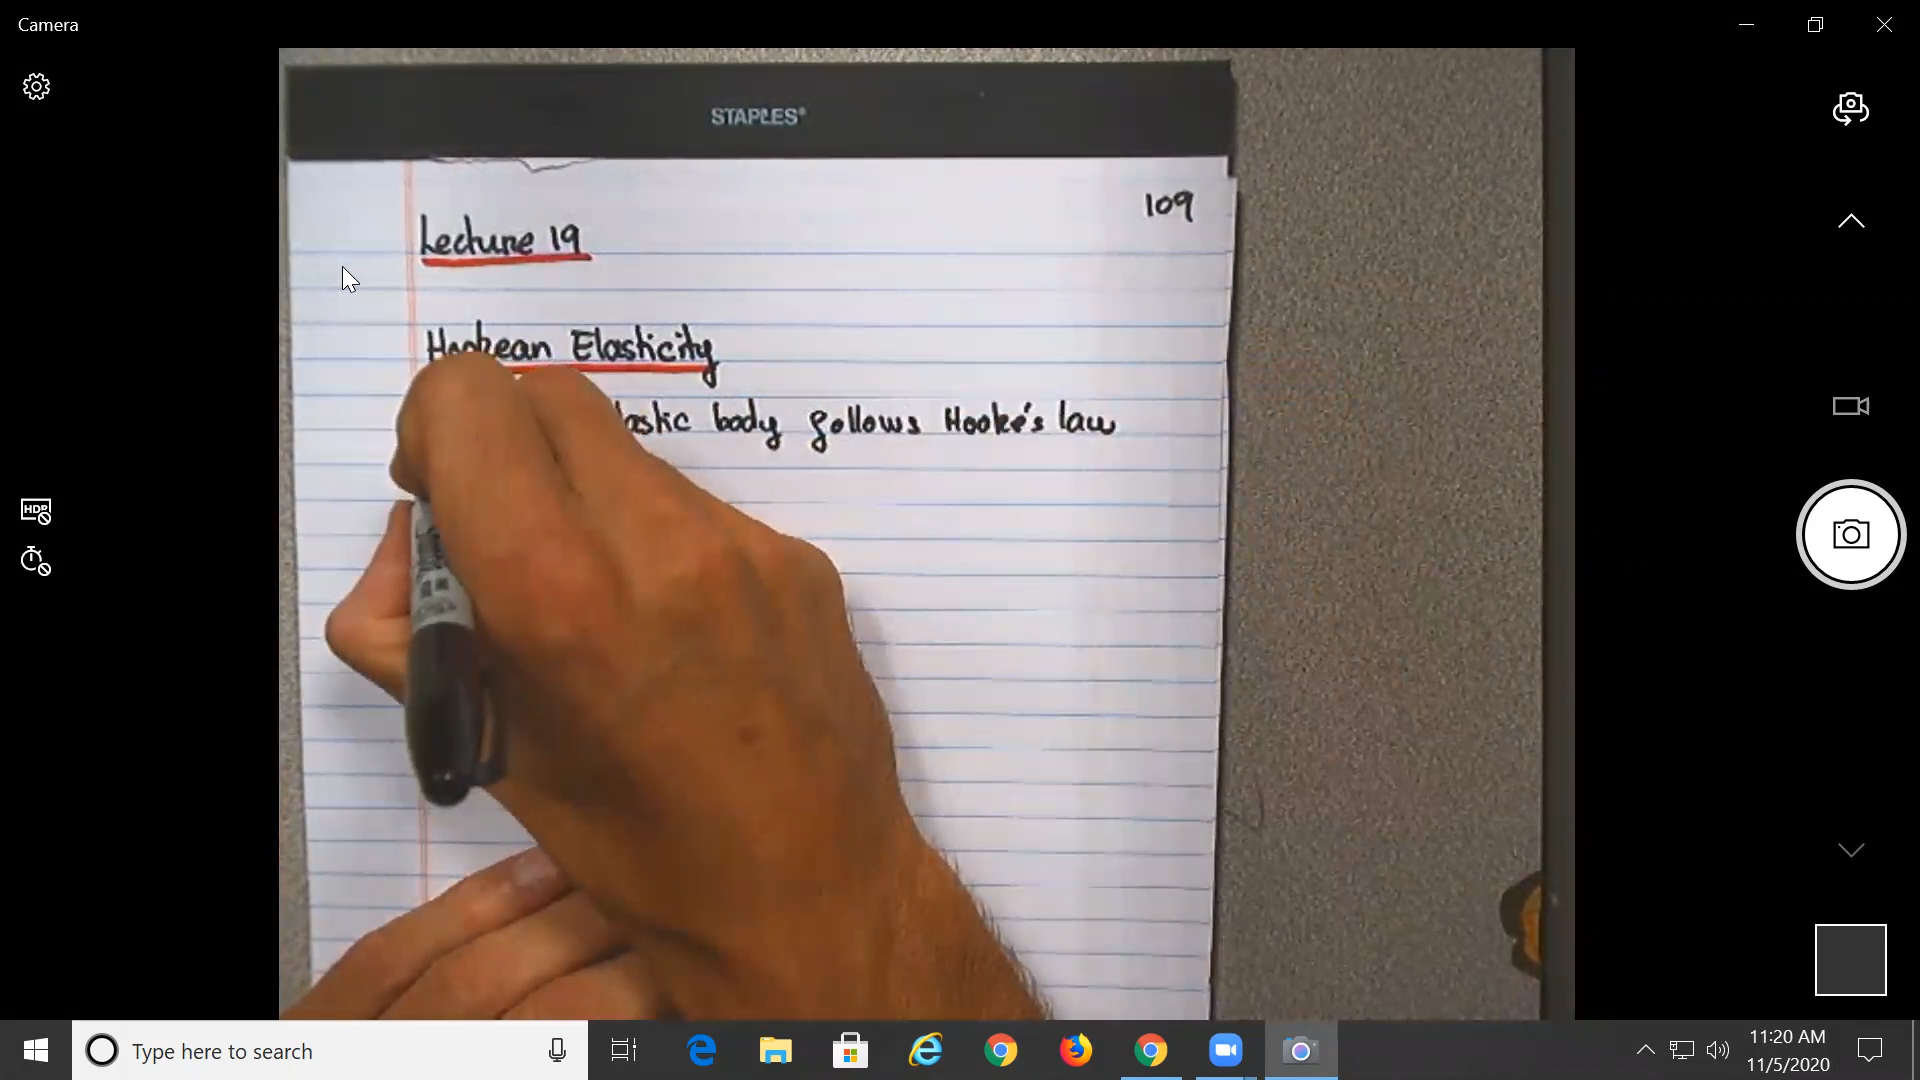 Camera
STAPLES®
109
Lecture 19
Hookean Elasticity
body follows Hooke's law
HDR
Type here to search
11:20 AM
11/5/2020